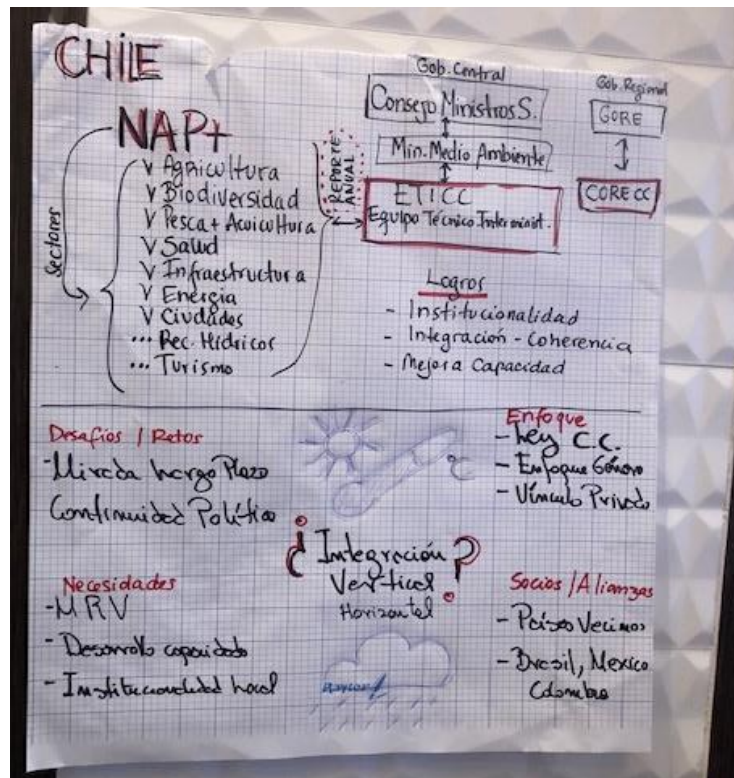 CHILE
NAP+
Sectores
√ Agricultura
√ Biodiversidad
√ Pesca + Acuicultura
√ Salud
√ Infraestructura
√ Energía
√ Ciudades
... Rec. Hídricos
... Turismo
REPORTE
ANUAL
Gob. Central
Consejo Ministros S.
Min. Medio Ambiente
ETICC
Equipo Técnico Interminist.
Gob. Regional
GORE
CORECC
Logros
- Institucionalidad
- Integración - Coherencia
- Mejora Capacidad
Desafíos / Retos
- Mirada Largo Plazo
Continuidad Política
°C
Enfoque
- Ley C.C.
- Enfoque Género
- Vínculo Privado
¿Integración
Vertical ?
Horizontal
Necesidades
- MRV
- Desarrollo capacidades
- Institucionalidad Local
Socios / Alianzas
- Países Vecinos
- Brasil, Mexico
Colombia